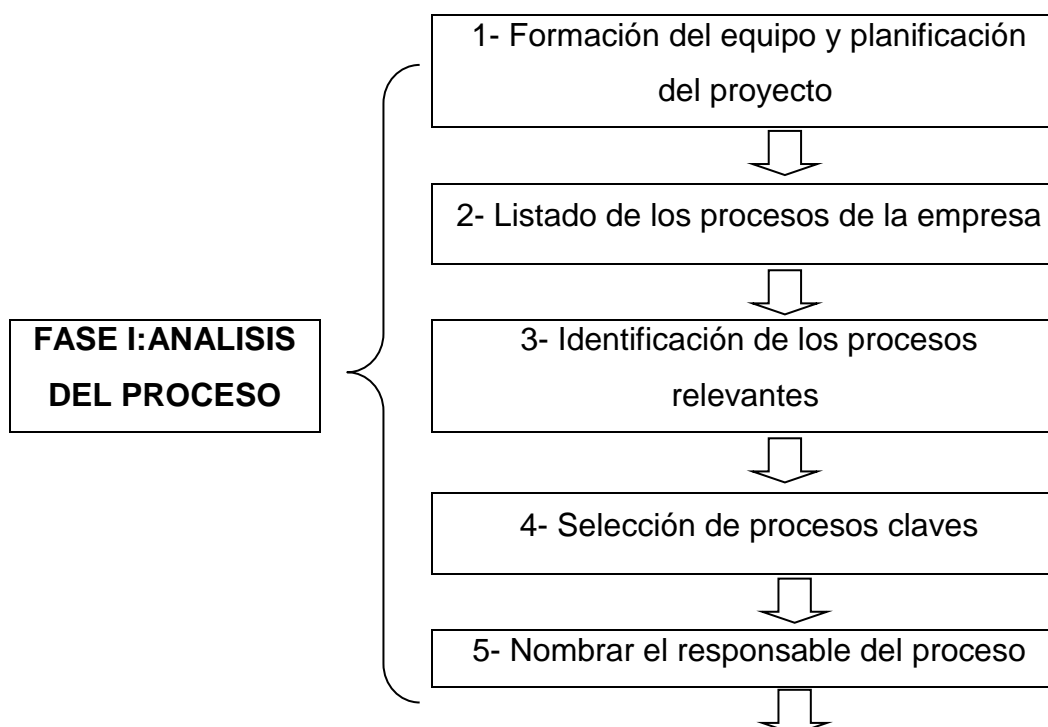 1- Formación del equipo y planificación
del proyecto
2- Listado de los procesos de la empresa
FASE I:ANALISIS
DEL PROCESO
3- Identificación de los procesos
relevantes
4- Selección de procesos claves
5- Nombrar el responsable del proceso